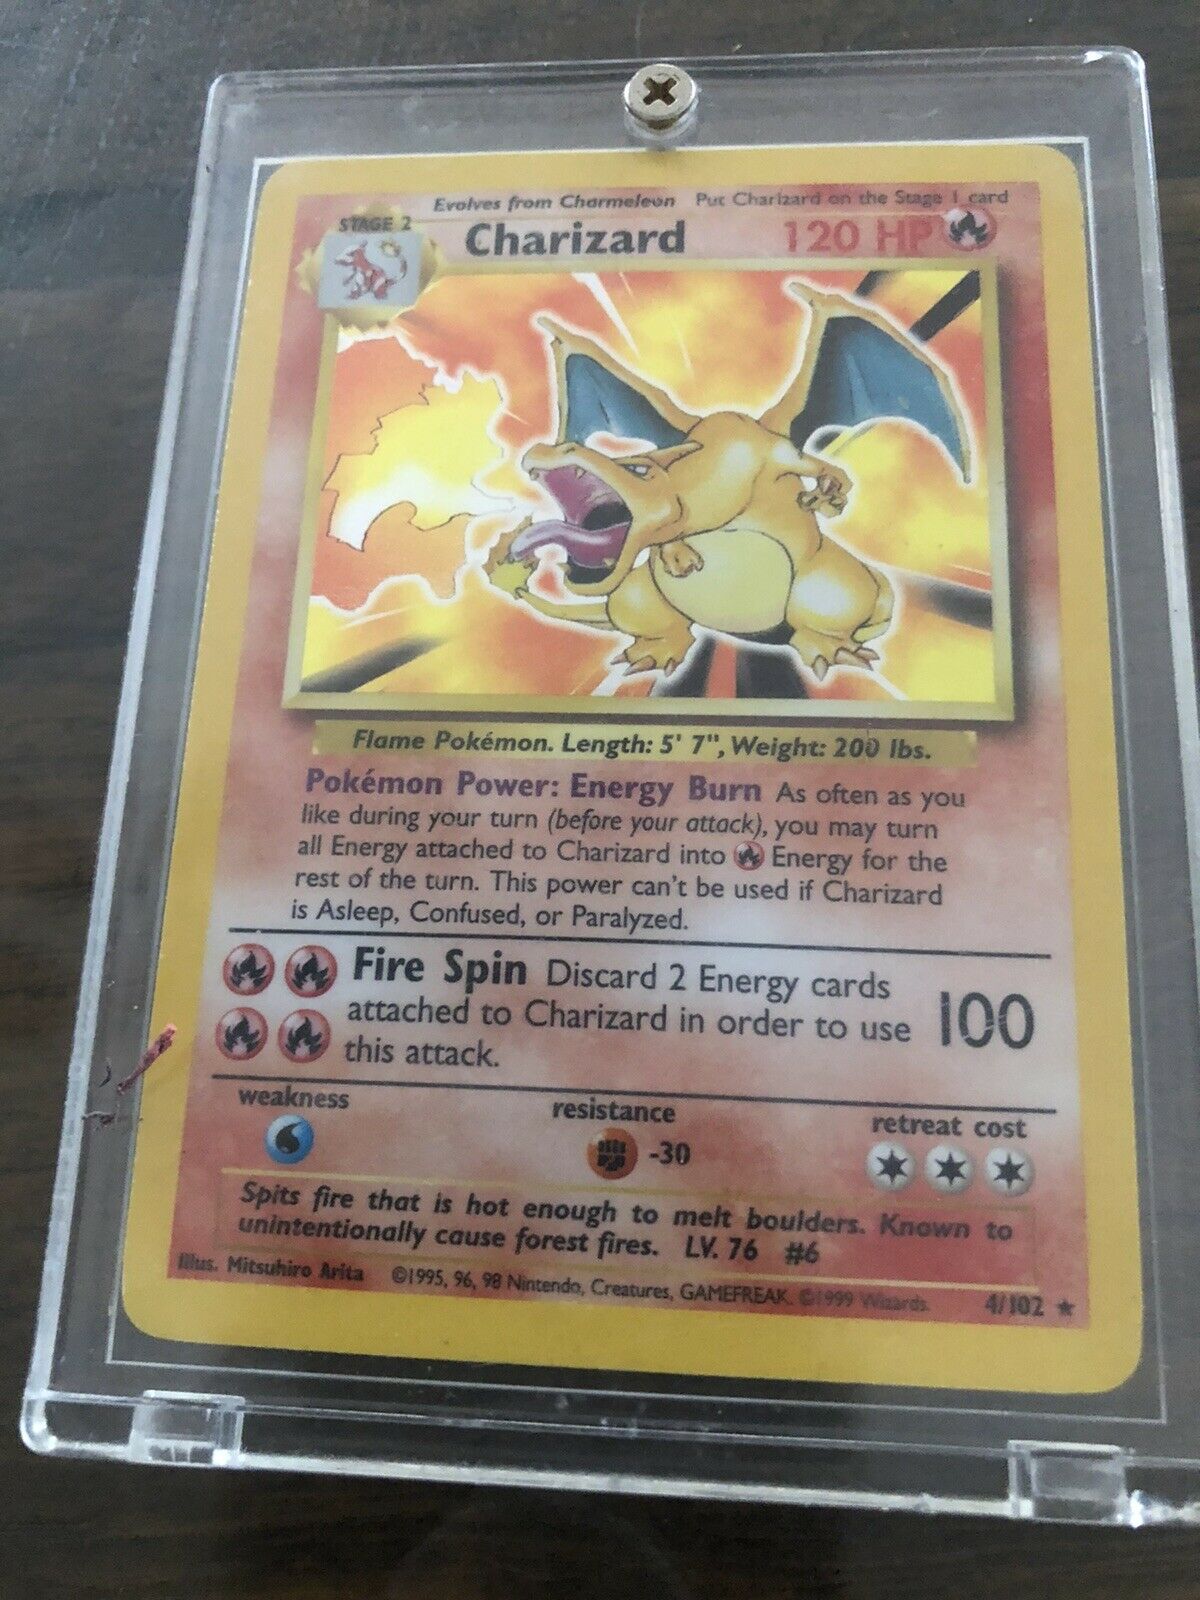 Evolves from Charmeleon Put Charizard on the Stage 1 card
STAGE 2
Charizard 120 HP
Flame Pokémon. Length: 5' 7", Weight: 200 lbs.
Pokémon Power: Energy Burn As often as you
like during your turn (before your attack), you may turn
all Energy attached to Charizard into Energy for the
rest of the turn. This power can't be used if Charizard
is Asleep, Confused, or Paralyzed.
Fire Spin Discard 2 Energy cards
attached to Charizard in order to use 100
this attack.
weakness resistance retreat cost
-30
Spits fire that is hot enough to melt boulders. Known to
unintentionally cause forest fires. LV. 76 #6
Illus. Mitsuhiro Arita ©1995, 96, 98 Nintendo, Creatures, GAMEFREAK. ©1999 Wizards. 4/102 ★